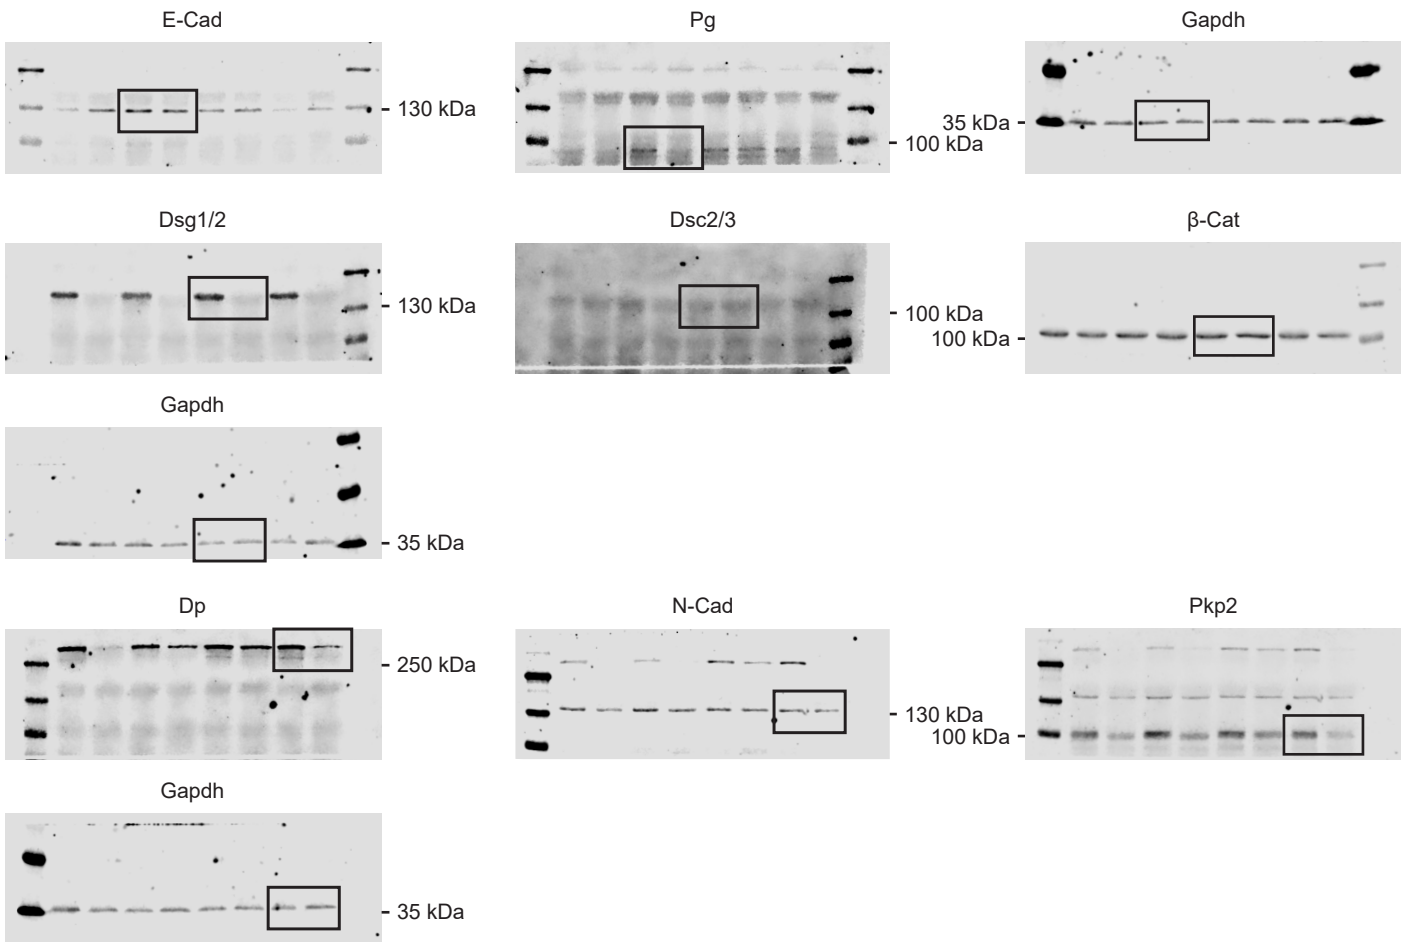 E-Cad
Pg
Gapdh
130 kDa
100 kDa
35 kDa
Dsg1/2
Dsc2/3
β-Cat
130 kDa
100 kDa
100 kDa
Gapdh
35 kDa
Dp
N-Cad
Pkp2
250 kDa
130 kDa
100 kDa
Gapdh
35 kDa